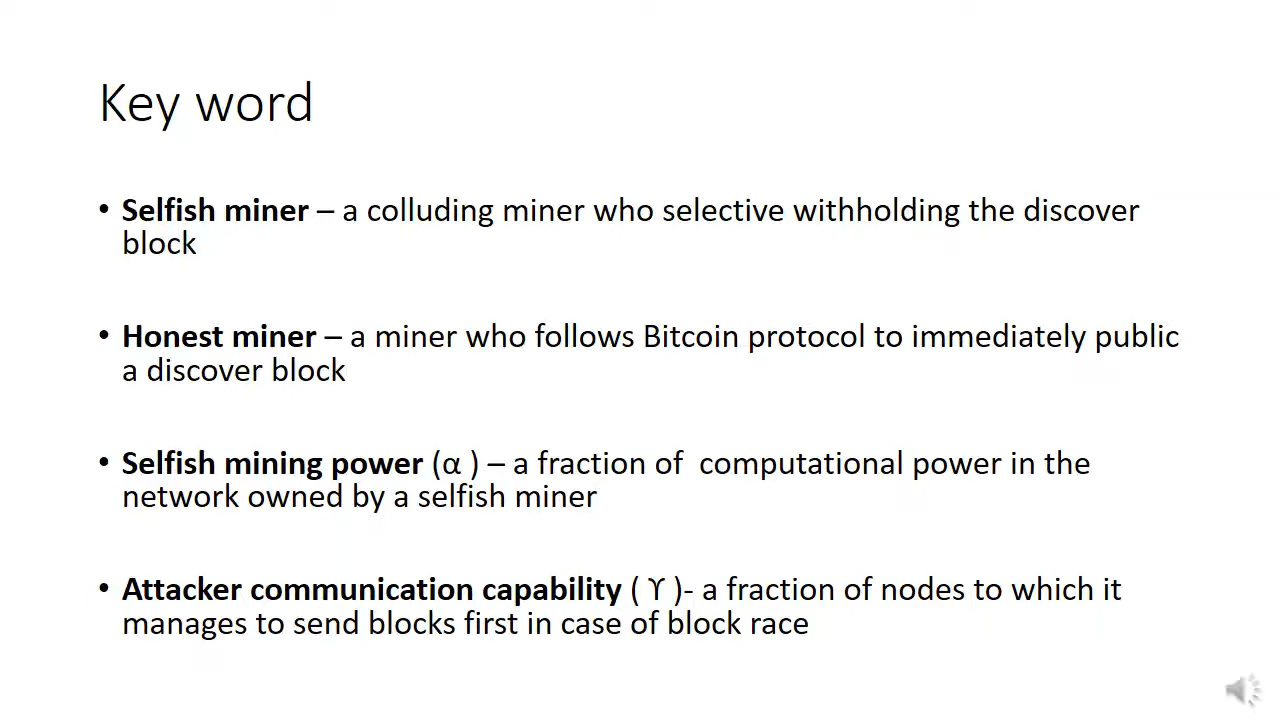 Key word
• Selfish miner – a colluding miner who selective withholding the discover
block
• Honest miner – a miner who follows Bitcoin protocol to immediately public
a discover block
• Selfish mining power (α ) – a fraction of  computational power in the
network owned by a selfish miner
• Attacker communication capability ( ϒ )- a fraction of nodes to which it
manages to send blocks first in case of block race